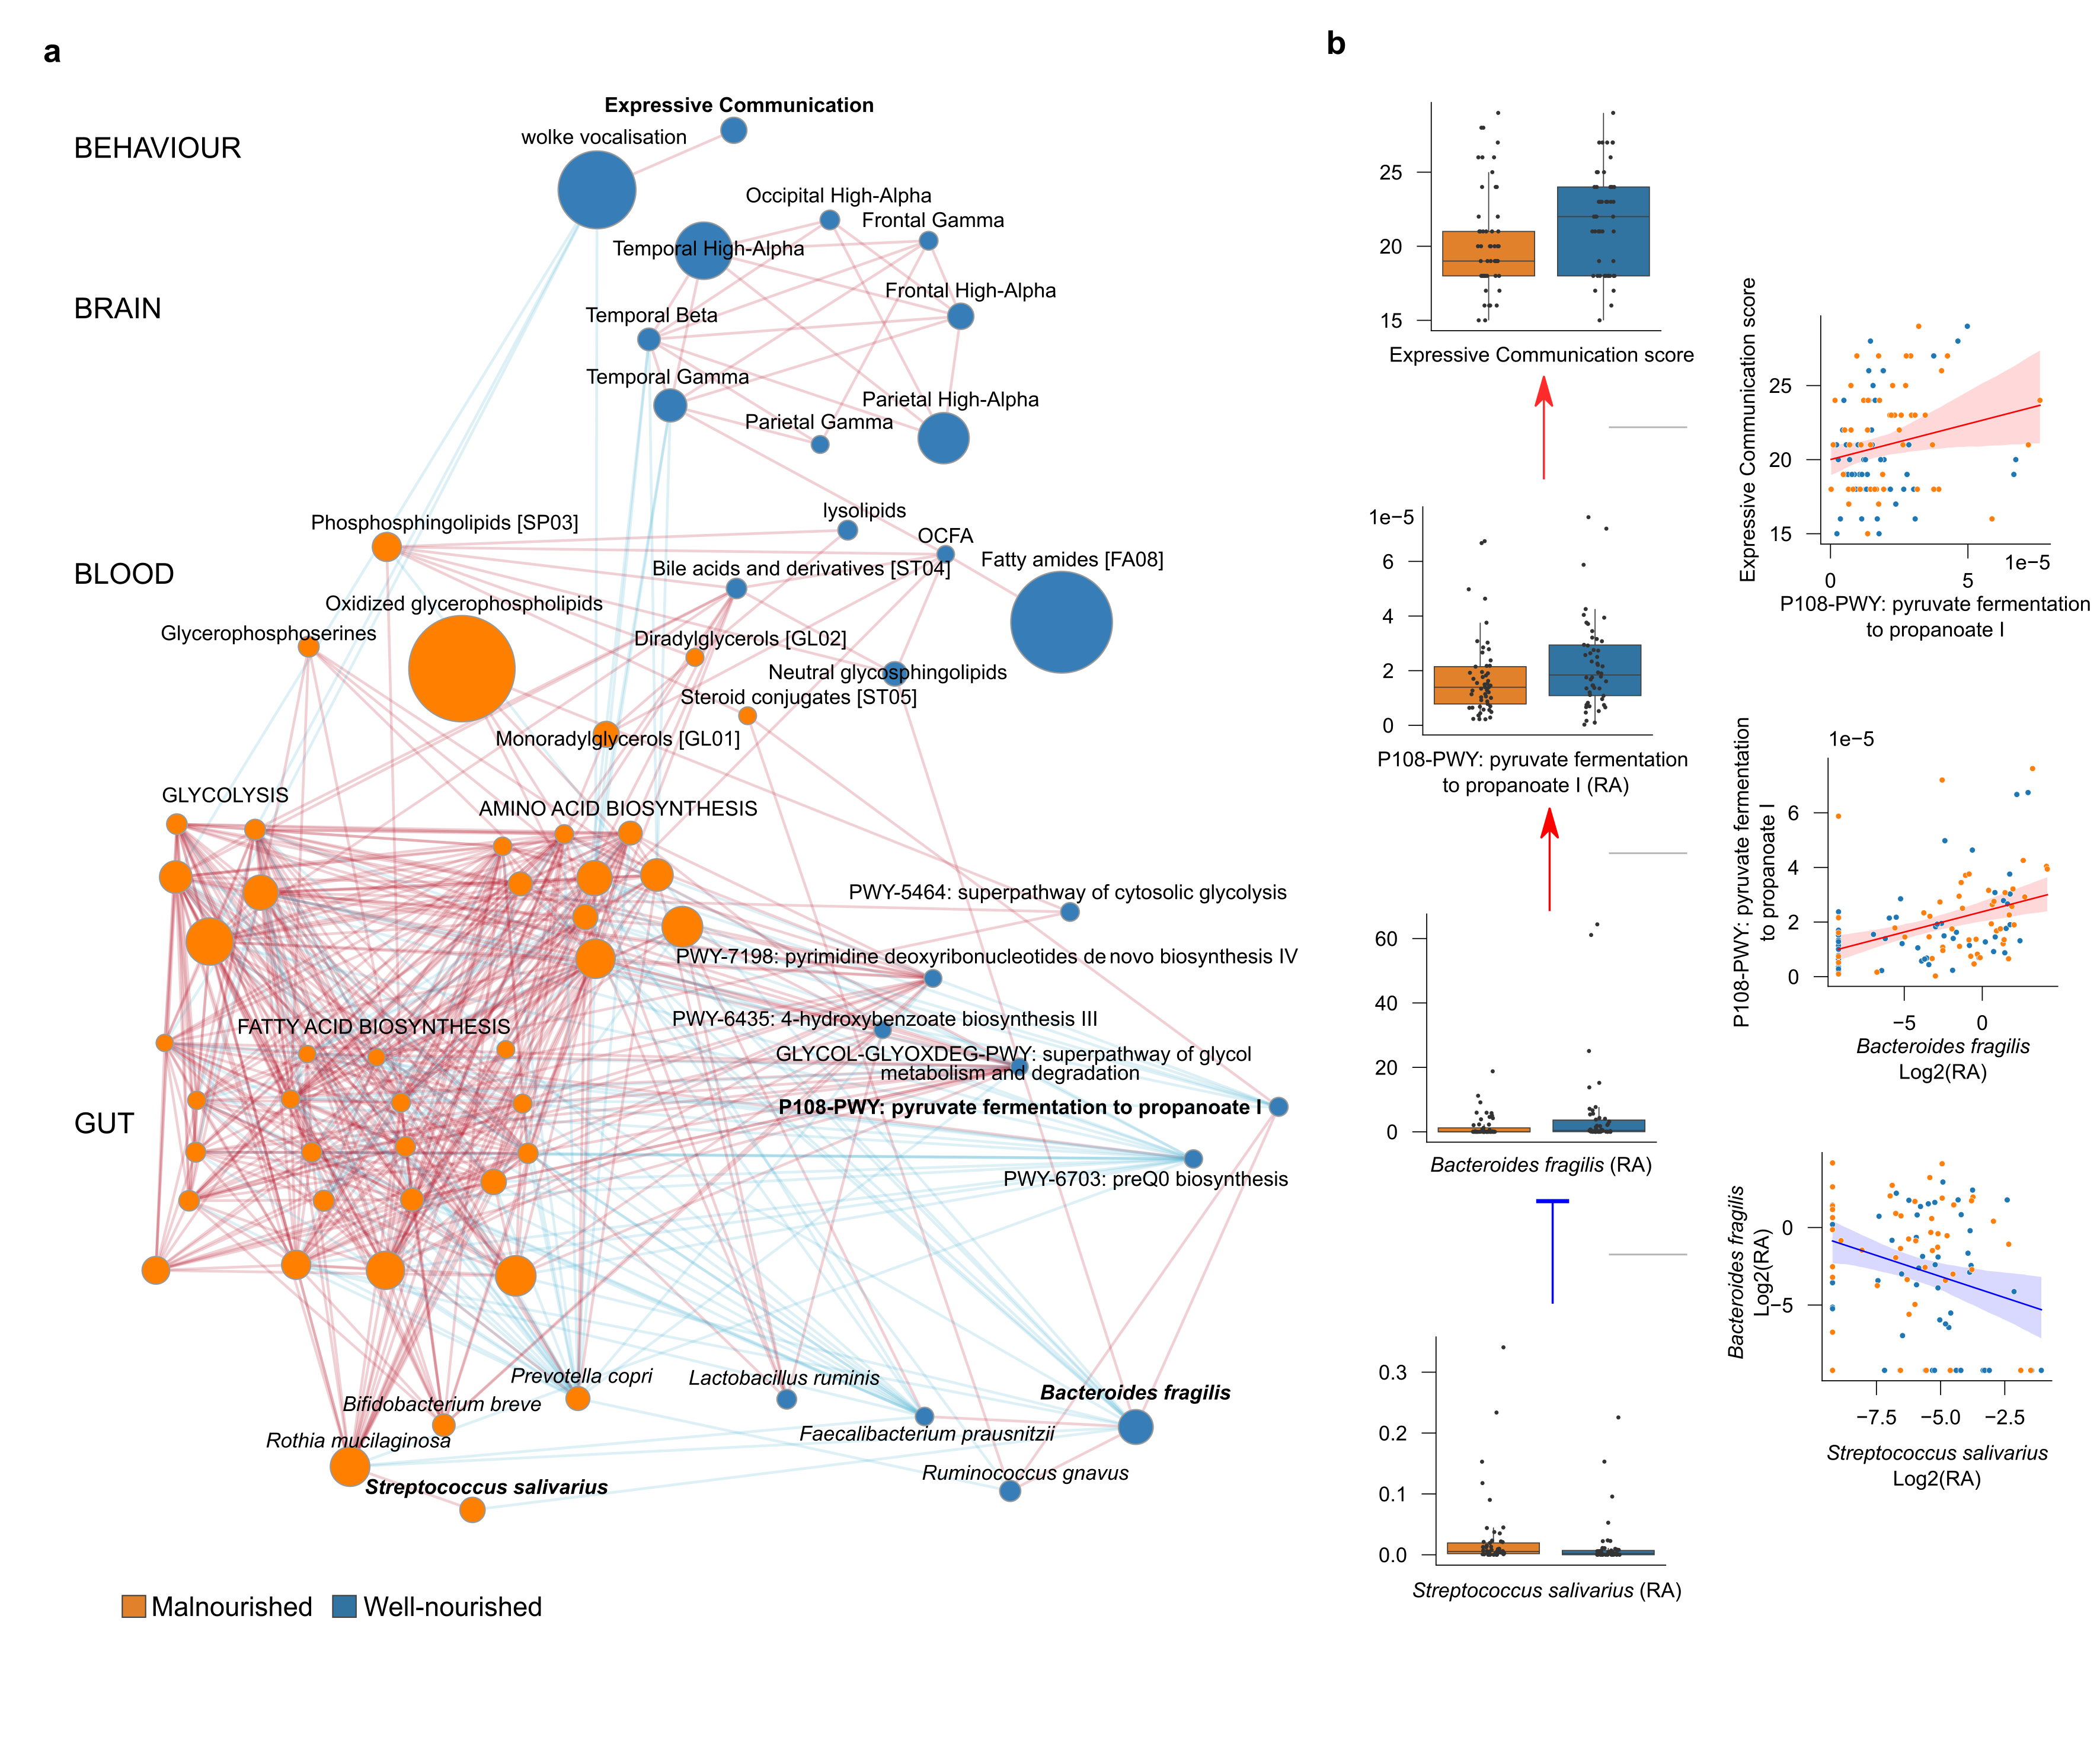 a
Expressive Communication
wolke vocalisation
BEHAVIOUR
Occipital High-Alpha
Frontal Gamma
Temporal High-Alpha
Frontal High-Alpha
BRAIN
Temporal Beta
Temporal Gamma
Parietal High-Alpha
Parietal Gamma
lysolipids
Phosphosphingolipids [SP03]
OCFA
Fatty amides [FA08]
BLOOD
Bile acids and derivatives [ST04]
Oxidized glycerophospholipids
Glycerophosphoserines
Diradylglycerols [GL02]
Neutral glycosphingolipids
Steroid conjugates [ST05]
Monoradylglycerols [GL01]
GLYCOLYSIS
AMINO ACID BIOSYNTHESIS
PWY-5464: superpathway of cytosolic glycolysis
PWY-7198: pyrimidine deoxyribonucleotides de novo biosynthesis IV
PWY-6435: 4-hydroxybenzoate biosynthesis III
FATTY ACID BIOSYNTHESIS
GLYCOL-GLYOXDEG-PWY: superpathway of glycol
metabolism and degradation
P108-PWY: pyruvate fermentation to propanoate I
GUT
PWY-6703: preQ0 biosynthesis
Prevotella copri
Lactobacillus ruminis
Bacteroides fragilis
Bifidobacterium breve
Faecalibacterium prausnitzii
Rothia mucilaginosa
Ruminococcus gnavus
Streptococcus salivarius
Malnourished
Well-nourished
b
25
20
15
Expressive Communication score
1e−5
6
4
2
0
P108-PWY: pyruvate fermentation
to propanoate I (RA)
60
40
20
0
Bacteroides fragilis (RA)
0.3
0.2
0.1
0.0
Streptococcus salivarius (RA)
Expressive Communication score
25
20
15
0
5
1e−5
P108-PWY: pyruvate fermentation
to propanoate I
P108-PWY: pyruvate fermentation
to propanoate I
1e−5
6
4
2
0
−5
0
Bacteroides fragilis
Log2(RA)
Bacteroides fragilis
Log2(RA)
0
−5
−7.5
−5.0
−2.5
Streptococcus salivarius
Log2(RA)